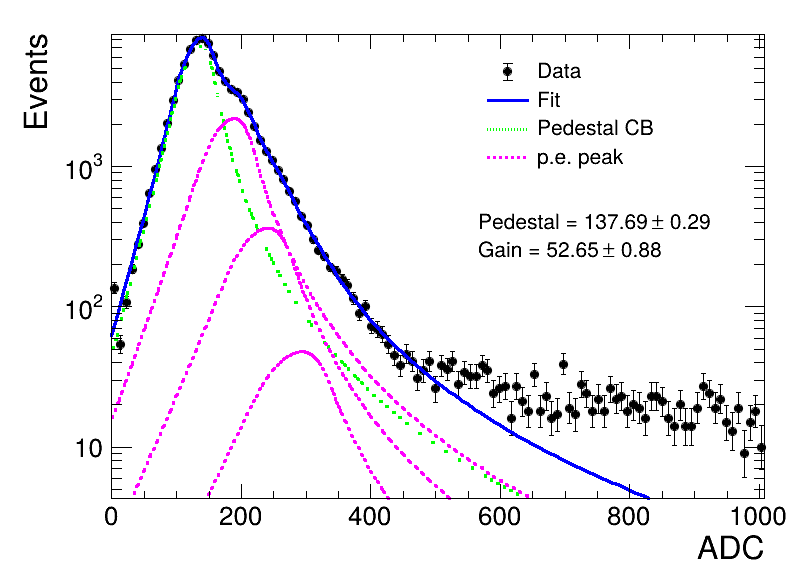 Events
Data
Fit
Pedestal CB
p.e. peak
Pedestal = 137.69 ± 0.29
Gain = 52.65 ± 0.88
10³
10²
10
0 200 400 600 800 1000
ADC